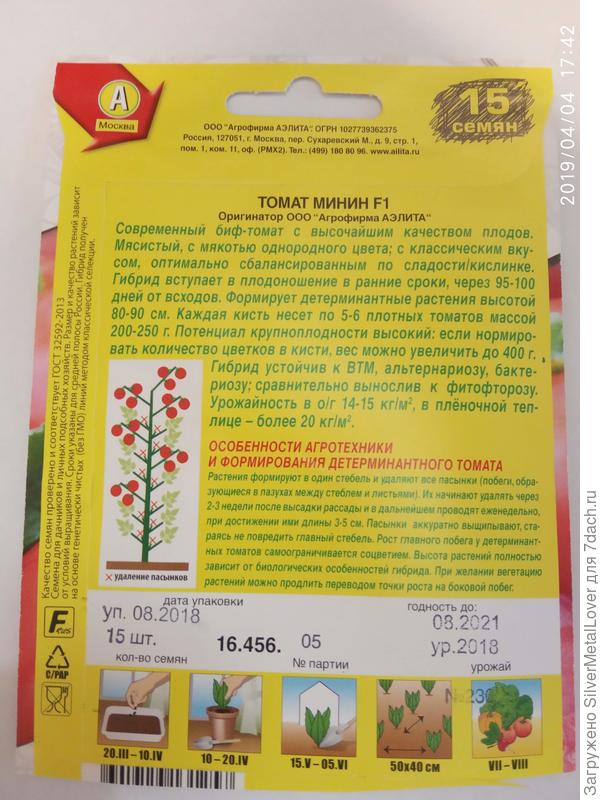 А
Москва
15
семян
ООО "Агрофирма АЭЛИТА": ОГРН 1027739362375
Россия, 127051, г. Москва, пер. Сухаревский М., д. 9, стр. 1,
пом. 1, ком. 11, оф. (РМХ2). Тел.: (499) 180 80 96. www.ailita.ru
2019/04/04 17:42
ТОМАТ МИНИН F1
Оригинатор ООО "Агрофирма АЭЛИТА"
Современный биф-томат с высочайшим качеством плодов.
Мясистый, с мякотью однородного цвета; с классическим вку-
сом, оптимально сбалансированным по сладости/кислинке.
Гибрид вступает в плодоношение в ранние сроки, через 95-100
дней от всходов. Формирует детерминантные растения высотой
80-90 см. Каждая кисть несет по 5-6 плотных томатов массой
200-250 г. Потенциал крупноплодности высокий: если нормиро-
вать количество цветков в кисти, вес можно увеличить до 400 г.
Гибрид устойчив к ВТМ, альтернариозу, бакте-
риозу; сравнительно вынослив к фитофторозу.
Урожайность в о/г 14-15 кг/м², в плёночной теп-
лице – более 20 кг/м².
ОСОБЕННОСТИ АГРОТЕХНИКИ
И ФОРМИРОВАНИЯ ДЕТЕРМИНАНТНОГО ТОМАТА
Растения формируют в один стебель и удаляют все пасынки (побеги, обра-
зующиеся в пазухах между стеблем и листьями). Их начинают удалять через
2-3 недели после высадки рассады и в дальнейшем проводят еженедельно,
при достижении ими длины 3-5 см. Пасынки аккуратно выщипывают, ста-
раясь не повредить главный стебель. Рост главного побега у детерминант-
ных томатов самоограничивается соцветием. Высота растений полностью
зависит от биологических особенностей гибрида. При желании вегетацию
растений можно продлить переводом точки роста на боковой побег.
× удаление пасынков
Качество семян проверено и соответствует ГОСТ 32592-2013
Семена для дачников и личных подсобных хозяйств. Размер и качество растений зависит
от условий выращивания. Сроки указаны для средней полосы России. Гибрид получен
на основе генетически чистых (без ГМО) линий методом классической селекции.
F
PLUS
C/PAP
дата упаковки
уп. 08.2018
годность до:
08.2021
15 шт.
16.456.
05
ур.2018
кол-во семян
№ партии
урожай
20.III – 10.IV
10 – 20.IV
15.V – 05.VI
50х40 см
VII – VIII
Загружено SilverMetalLover для 7dach.ru